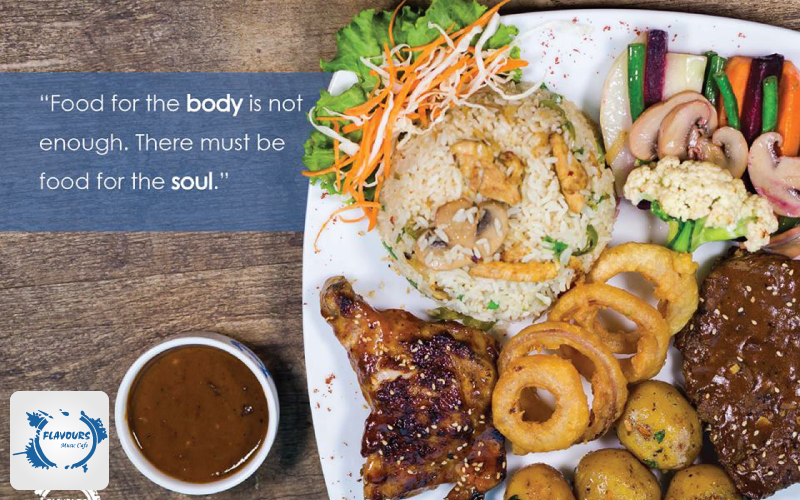 “Food for the body is not
enough. There must be
food for the soul.”
FLAVOURS
Music Cafe